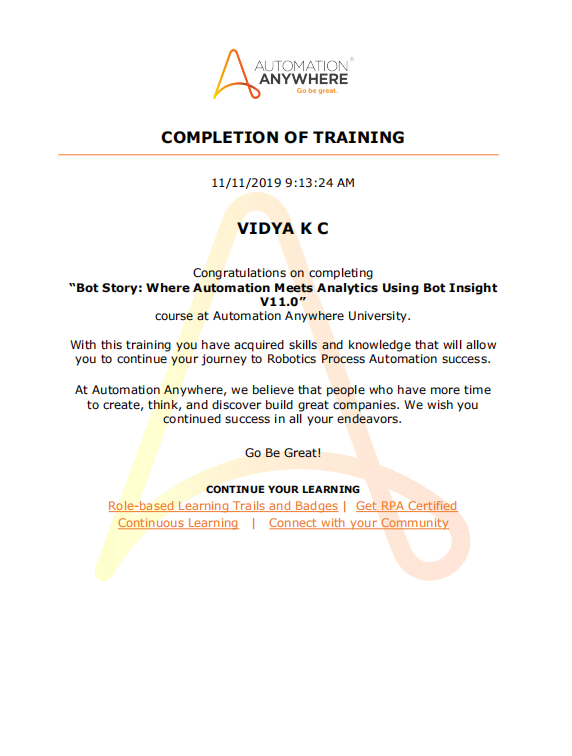 AUTOMATION®
ANYWHERE
Go be great.
COMPLETION OF TRAINING
11/11/2019 9:13:24 AM
VIDYA K C
Congratulations on completing
“Bot Story: Where Automation Meets Analytics Using Bot Insight
V11.0”
course at Automation Anywhere University.
With this training you have acquired skills and knowledge that will allow
you to continue your journey to Robotics Process Automation success.
At Automation Anywhere, we believe that people who have more time
to create, think, and discover build great companies. We wish you
continued success in all your endeavors.
Go Be Great!
CONTINUE YOUR LEARNING
Role-based Learning Trails and Badges | Get RPA Certified
Continuous Learning | Connect with your Community